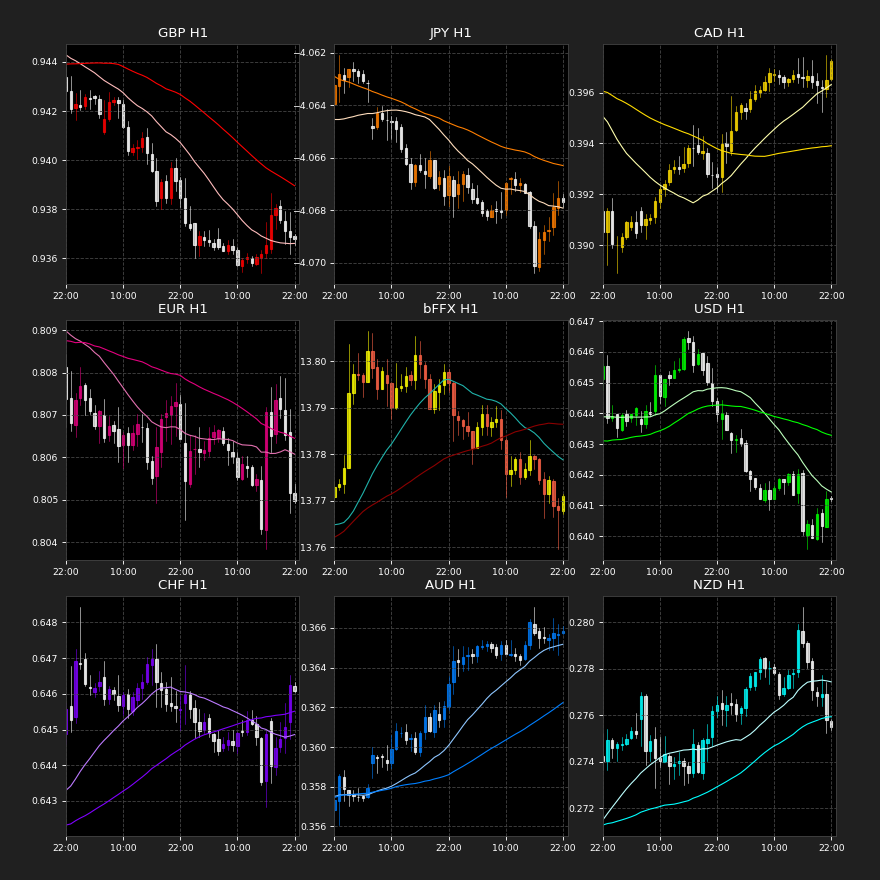 GBP H1
0.944
0.942
0.940
0.938
0.936
22:00 10:00 22:00 10:00 22:00
JPY H1
−4.062
−4.064
−4.066
−4.068
−4.070
22:00 10:00 22:00 10:00 22:00
CAD H1
0.396
0.394
0.392
0.390
22:00 10:00 22:00 10:00 22:00
EUR H1
0.809
0.808
0.807
0.806
0.805
0.804
22:00 10:00 22:00 10:00 22:00
bFFX H1
13.80
13.79
13.78
13.77
13.76
22:00 10:00 22:00 10:00 22:00
USD H1
0.647
0.646
0.645
0.644
0.643
0.642
0.641
0.640
22:00 10:00 22:00 10:00 22:00
CHF H1
0.648
0.647
0.646
0.645
0.644
0.643
22:00 10:00 22:00 10:00 22:00
AUD H1
0.366
0.364
0.362
0.360
0.358
0.356
22:00 10:00 22:00 10:00 22:00
NZD H1
0.280
0.278
0.276
0.274
0.272
22:00 10:00 22:00 10:00 22:00